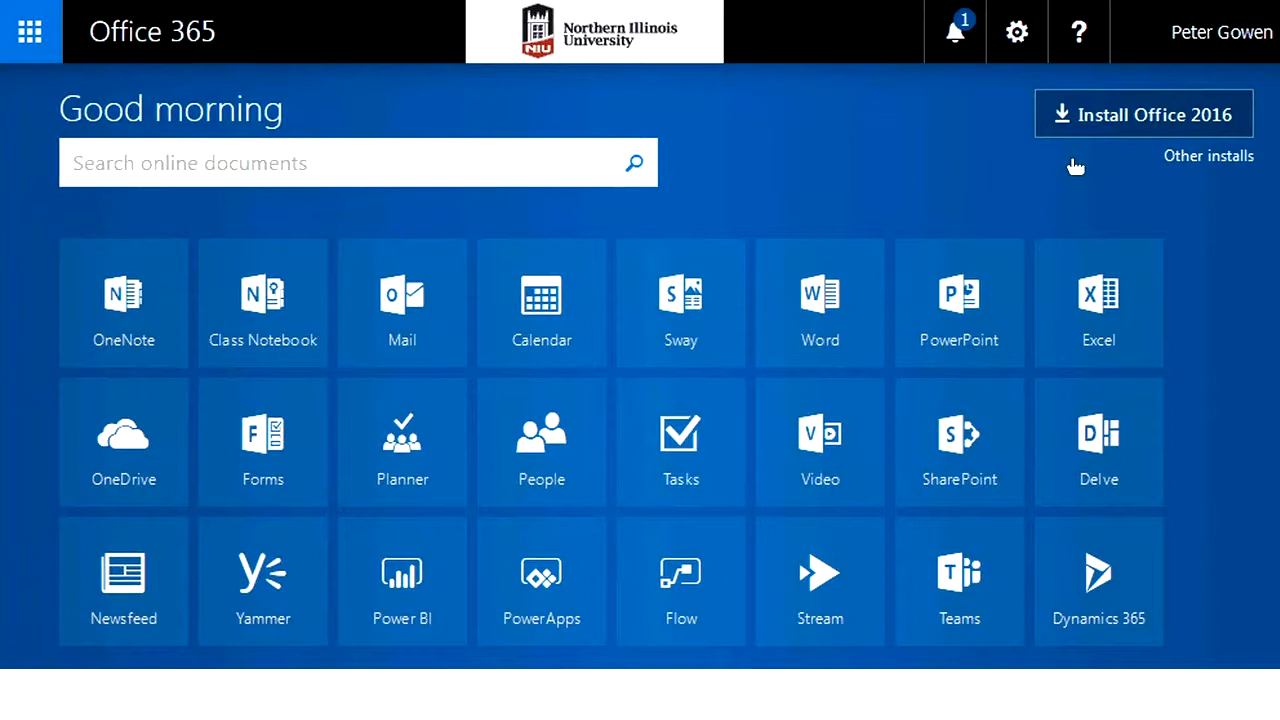 Office 365
NIU
Northern Illinois
University
1
?
Peter Gowen
Good morning
Install Office 2016
Search online documents
Other installs
N
N
O
S
W
P
X
OneNote
Class Notebook
Mail
Calendar
Sway
Word
PowerPoint
Excel
F
V
S
D
OneDrive
Forms
Planner
People
Tasks
Video
SharePoint
Delve
y
T
Newsfeed
Yammer
Power BI
PowerApps
Flow
Stream
Teams
Dynamics 365